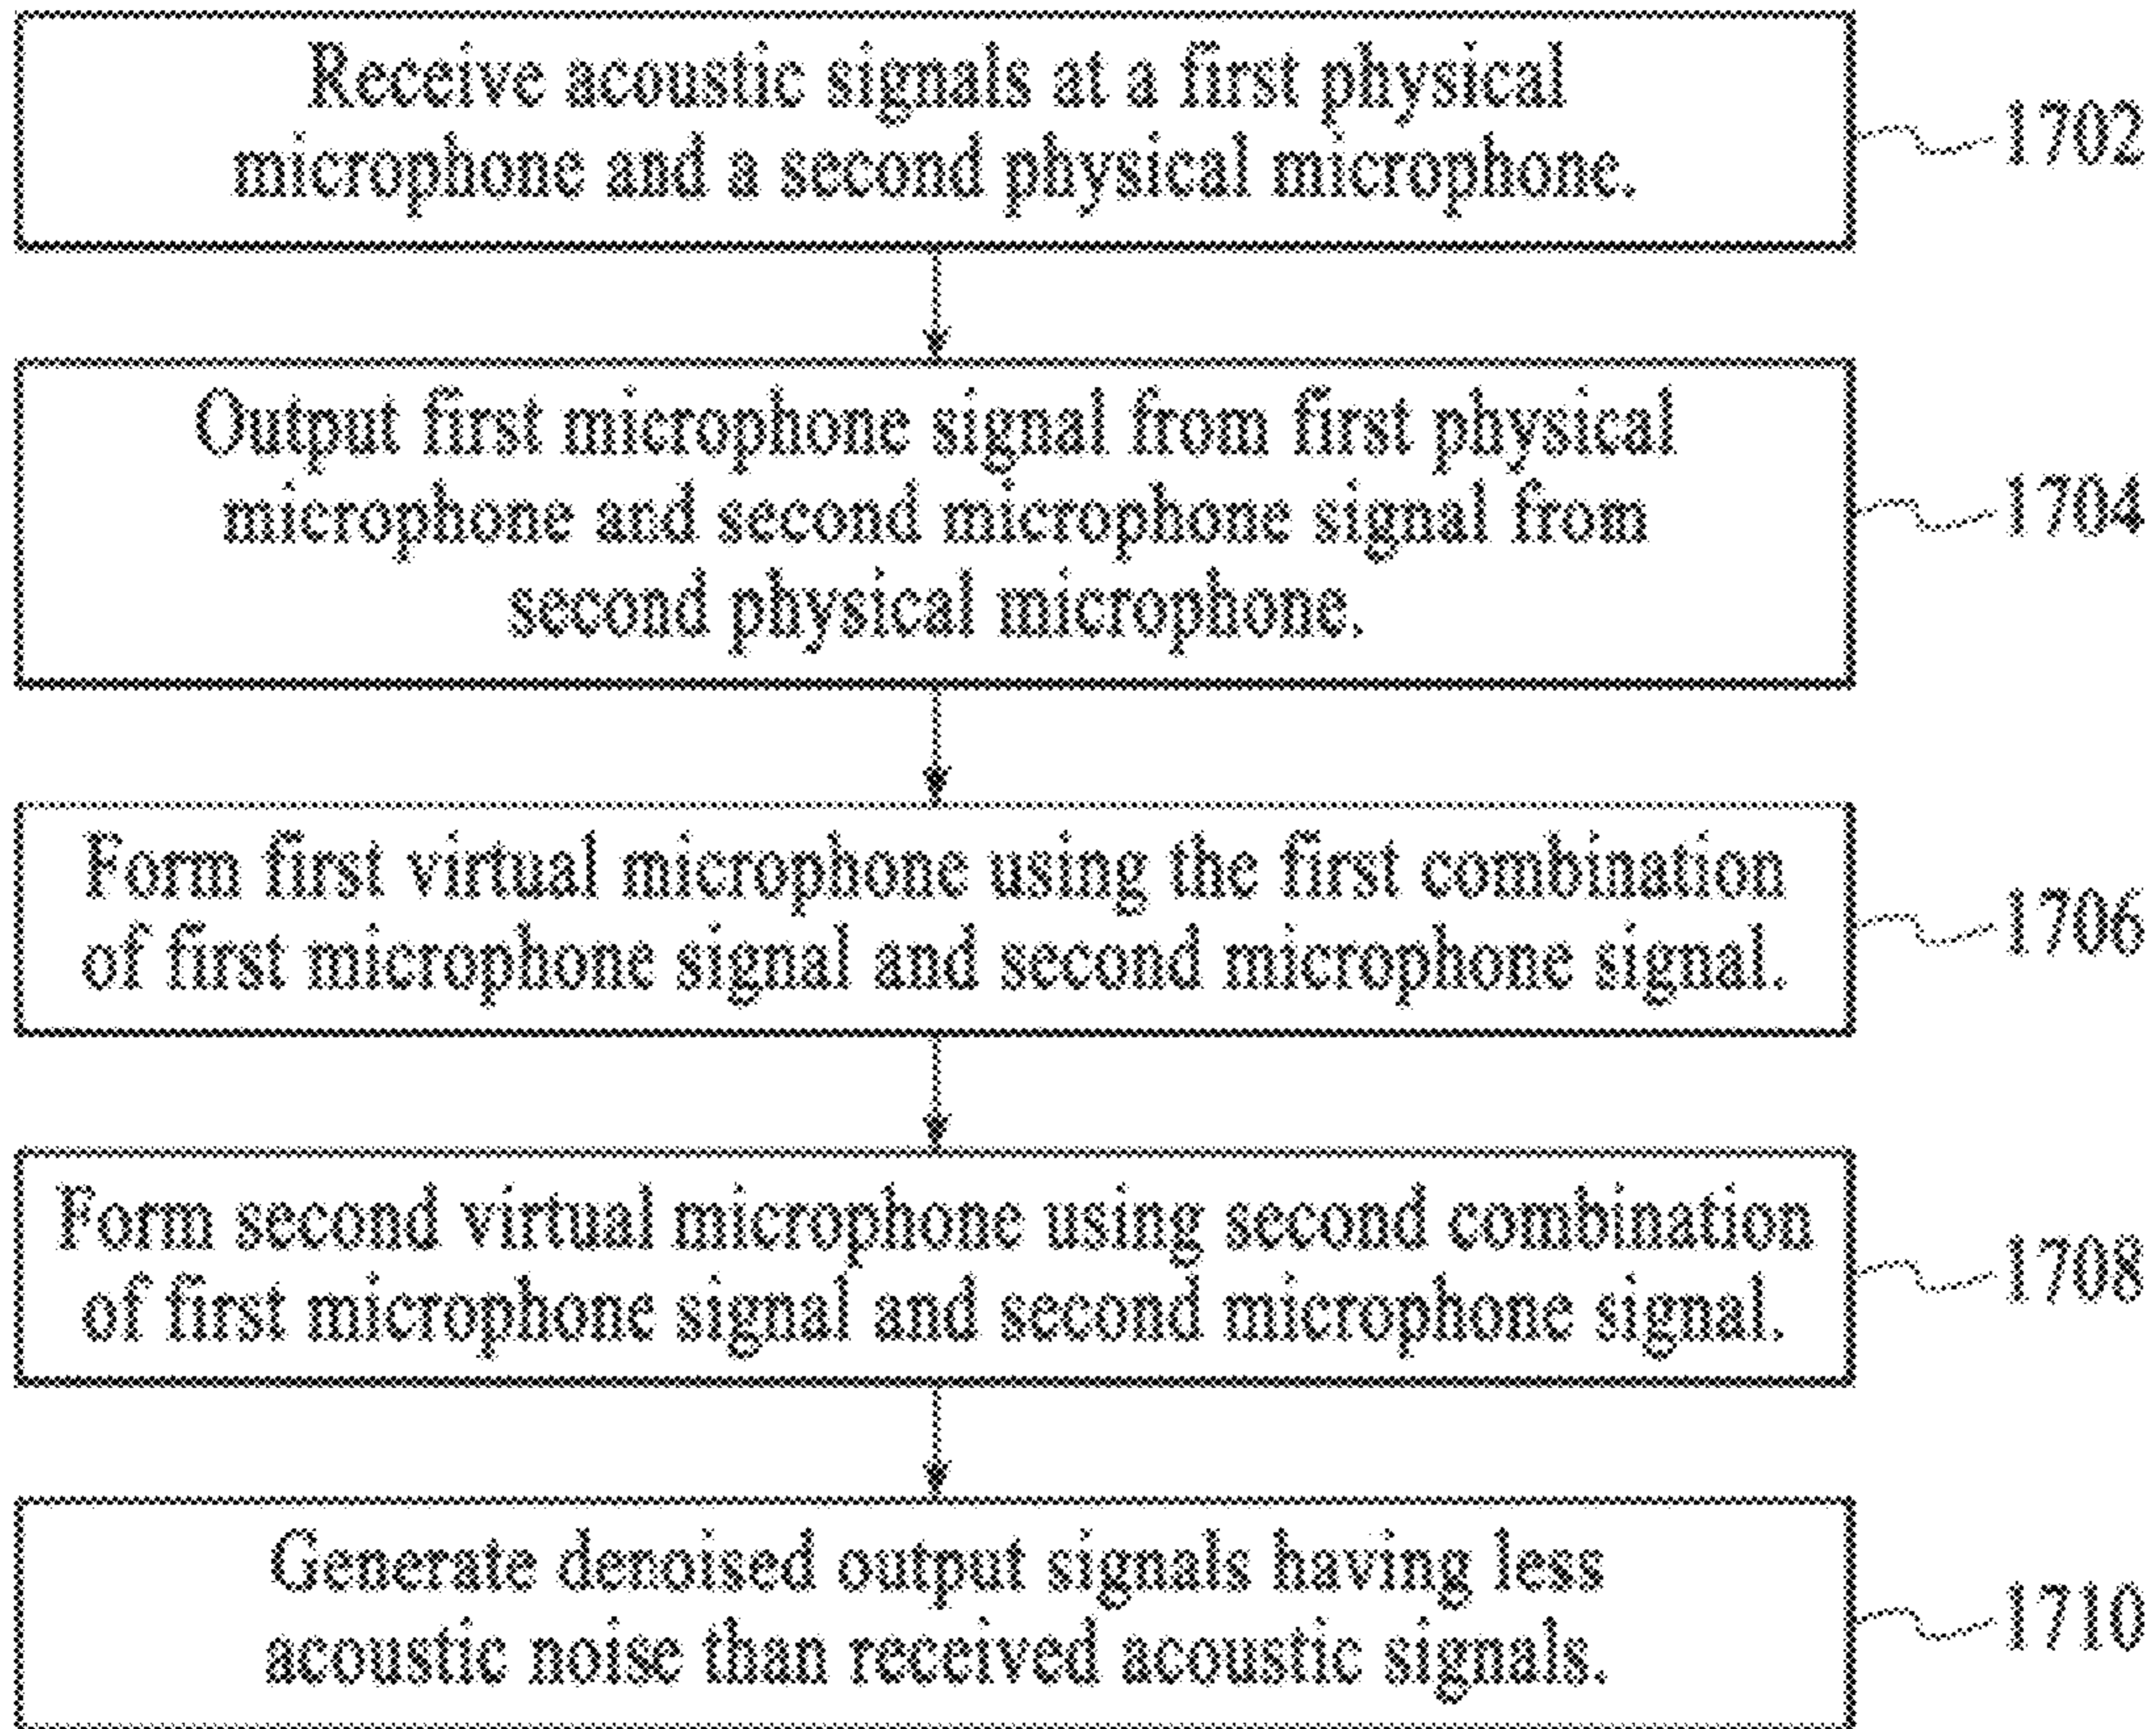 Receive acoustic signals at a first physical
microphone and a second physical microphone.
1702
Output first microphone signal from first physical
microphone and second microphone signal from
second physical microphone.
1704
Form first virtual microphone using the first combination
of first microphone signal and second microphone signal.
1706
Form second virtual microphone using second combination
of first microphone signal and second microphone signal.
1708
Generate denoised output signals having less
acoustic noise than received acoustic signals.
1710